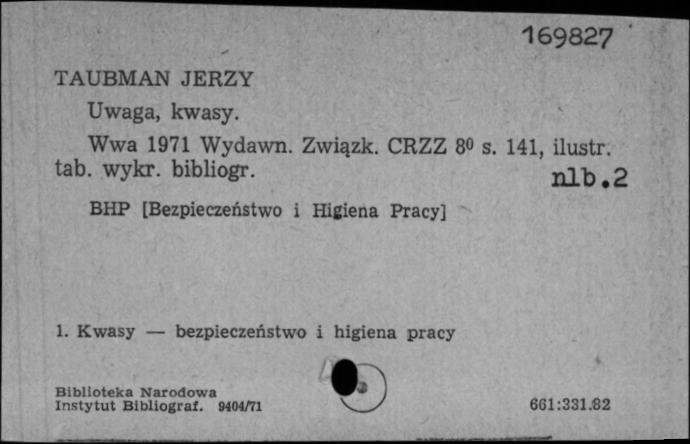 169827
TAUBMAN JERZY
Uwaga, kwasy.
Wwa 1971 Wydawn. Związk. CRZZ 8⁰ s. 141, ilustr.
tab. wykr. bibliogr.
nlb.2
BHP [Bezpieczeństwo i Higiena Pracy]
1. Kwasy — bezpieczeństwo i higiena pracy
Biblioteka Narodowa
Instytut Bibliograf. 9404/71
661:331.82